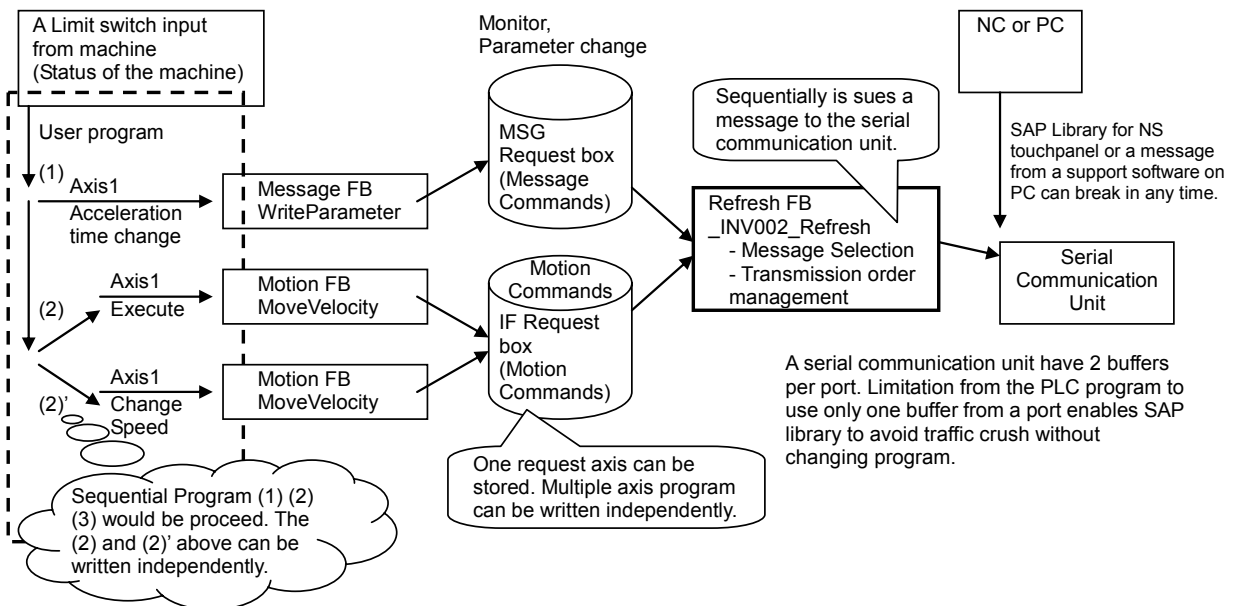 A Limit switch input
from machine
(Status of the machine)
User program
(1)
Axis1
Acceleration
time change
(2)
Axis1
Execute
(2)’
Axis1
Change
Speed
Sequential Program (1) (2)
(3) would be proceed. The
(2) and (2)’ above can be
written independently.
Message FB
WriteParameter
Motion FB
MoveVelocity
Motion FB
MoveVelocity
Monitor,
Parameter change
MSG
Request box
(Message
Commands)
Motion
Commands
IF Request
box
(Motion
Commands)
One request axis can be
stored. Multiple axis program
can be written independently.
Sequentially is sues a
message to the serial
communication unit.
Refresh FB
_INV002_Refresh
- Message Selection
- Transmission order
management
NC or PC
SAP Library for NS
touchpanel or a message
from a support software on
PC can break in any time.
Serial
Communication
Unit
A serial communication unit have 2 buffers
per port. Limitation from the PLC program to
use only one buffer from a port enables SAP
library to avoid traffic crush without
changing program.